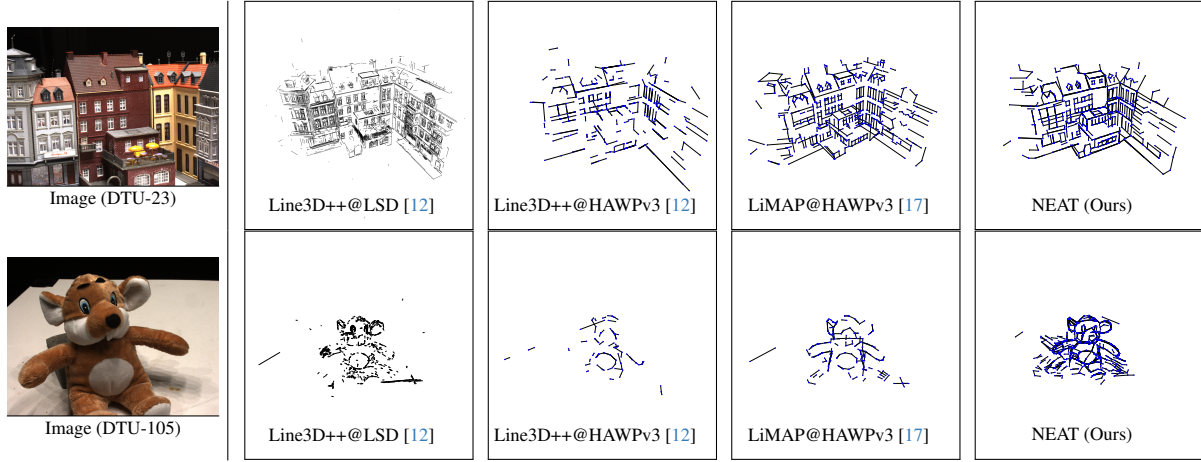 Image (DTU-23)
Line3D++@LSD [12]
Line3D++@HAWPv3 [12]
LiMAP@HAWPv3 [17]
NEAT (Ours)
Image (DTU-105)
Line3D++@LSD [12]
Line3D++@HAWPv3 [12]
LiMAP@HAWPv3 [17]
NEAT (Ours)